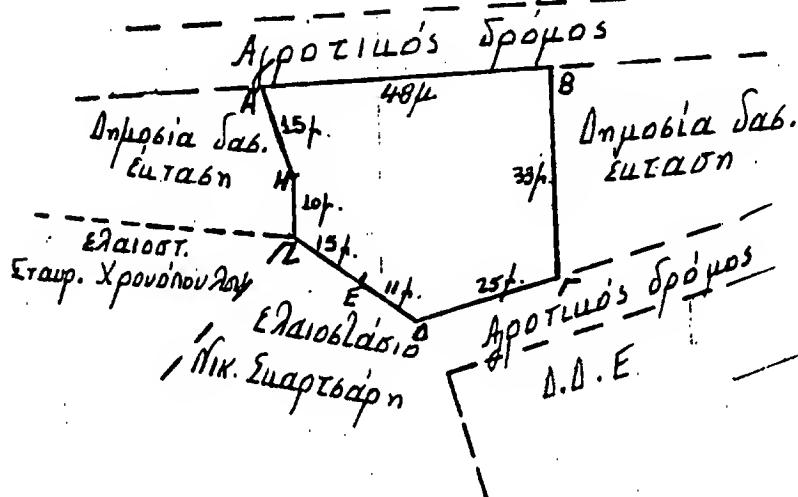 Αγροτικός δρόμος
Α
48μ
Β
Δημοσία δασ.
έκταση
15μ.
Δημοσία δασ.
έκταση
Η
10μ.
33μ.
Ζ
15μ.
Ελαιοστ.
Σταυρ. Χρονόπουλου
Ε
11μ.
Δ
25μ.
Γ
Αγροτικός δρόμος
Ελαιοστάσιο
Νικ. Σκαρτσάρη
Δ.Δ.Ε